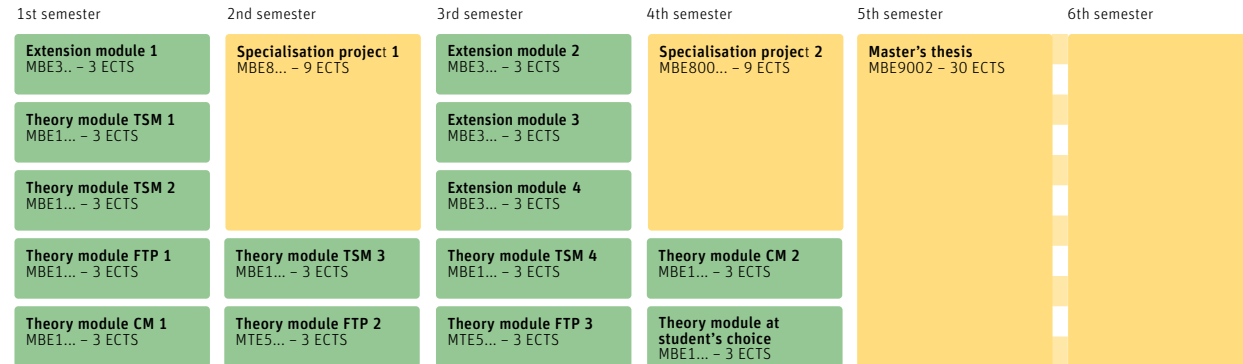 1st semester
2nd semester
3rd semester
4th semester
5th semester
6th semester
Extension module 1
MBE3.. – 3 ECTS
Specialisation project 1
MBE8... – 9 ECTS
Extension module 2
MBE3... – 3 ECTS
Specialisation project 2
MBE800... – 9 ECTS
Master's thesis
MBE9002 – 30 ECTS
Theory module TSM 1
MBE1... – 3 ECTS
Extension module 3
MBE3... – 3 ECTS
Theory module TSM 2
MBE1... – 3 ECTS
Extension module 4
MBE3... – 3 ECTS
Theory module FTP 1
MBE1... – 3 ECTS
Theory module TSM 3
MBE1... – 3 ECTS
Theory module TSM 4
MBE1... – 3 ECTS
Theory module CM 2
MBE1... – 3 ECTS
Theory module CM 1
MBE1... – 3 ECTS
Theory module FTP 2
MTE5... – 3 ECTS
Theory module FTP 3
MTE5... – 3 ECTS
Theory module at
student's choice
MBE1... – 3 ECTS